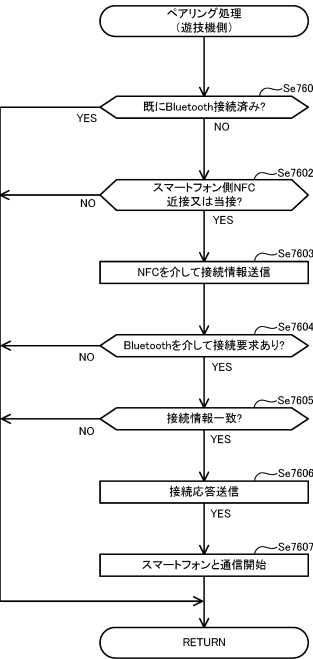 ペアリング処理
(遊技機側)
Se760
既にBluetooth接続済み?
YES
NO
Se7602
スマートフォン側NFC
近接又は当接?
NO
YES
Se7603
NFCを介して接続情報送信
Se7604
Bluetoothを介して接続要求あり?
NO
YES
Se7605
接続情報一致?
NO
YES
Se7606
接続応答送信
YES
Se7607
スマートフォンと通信開始
RETURN